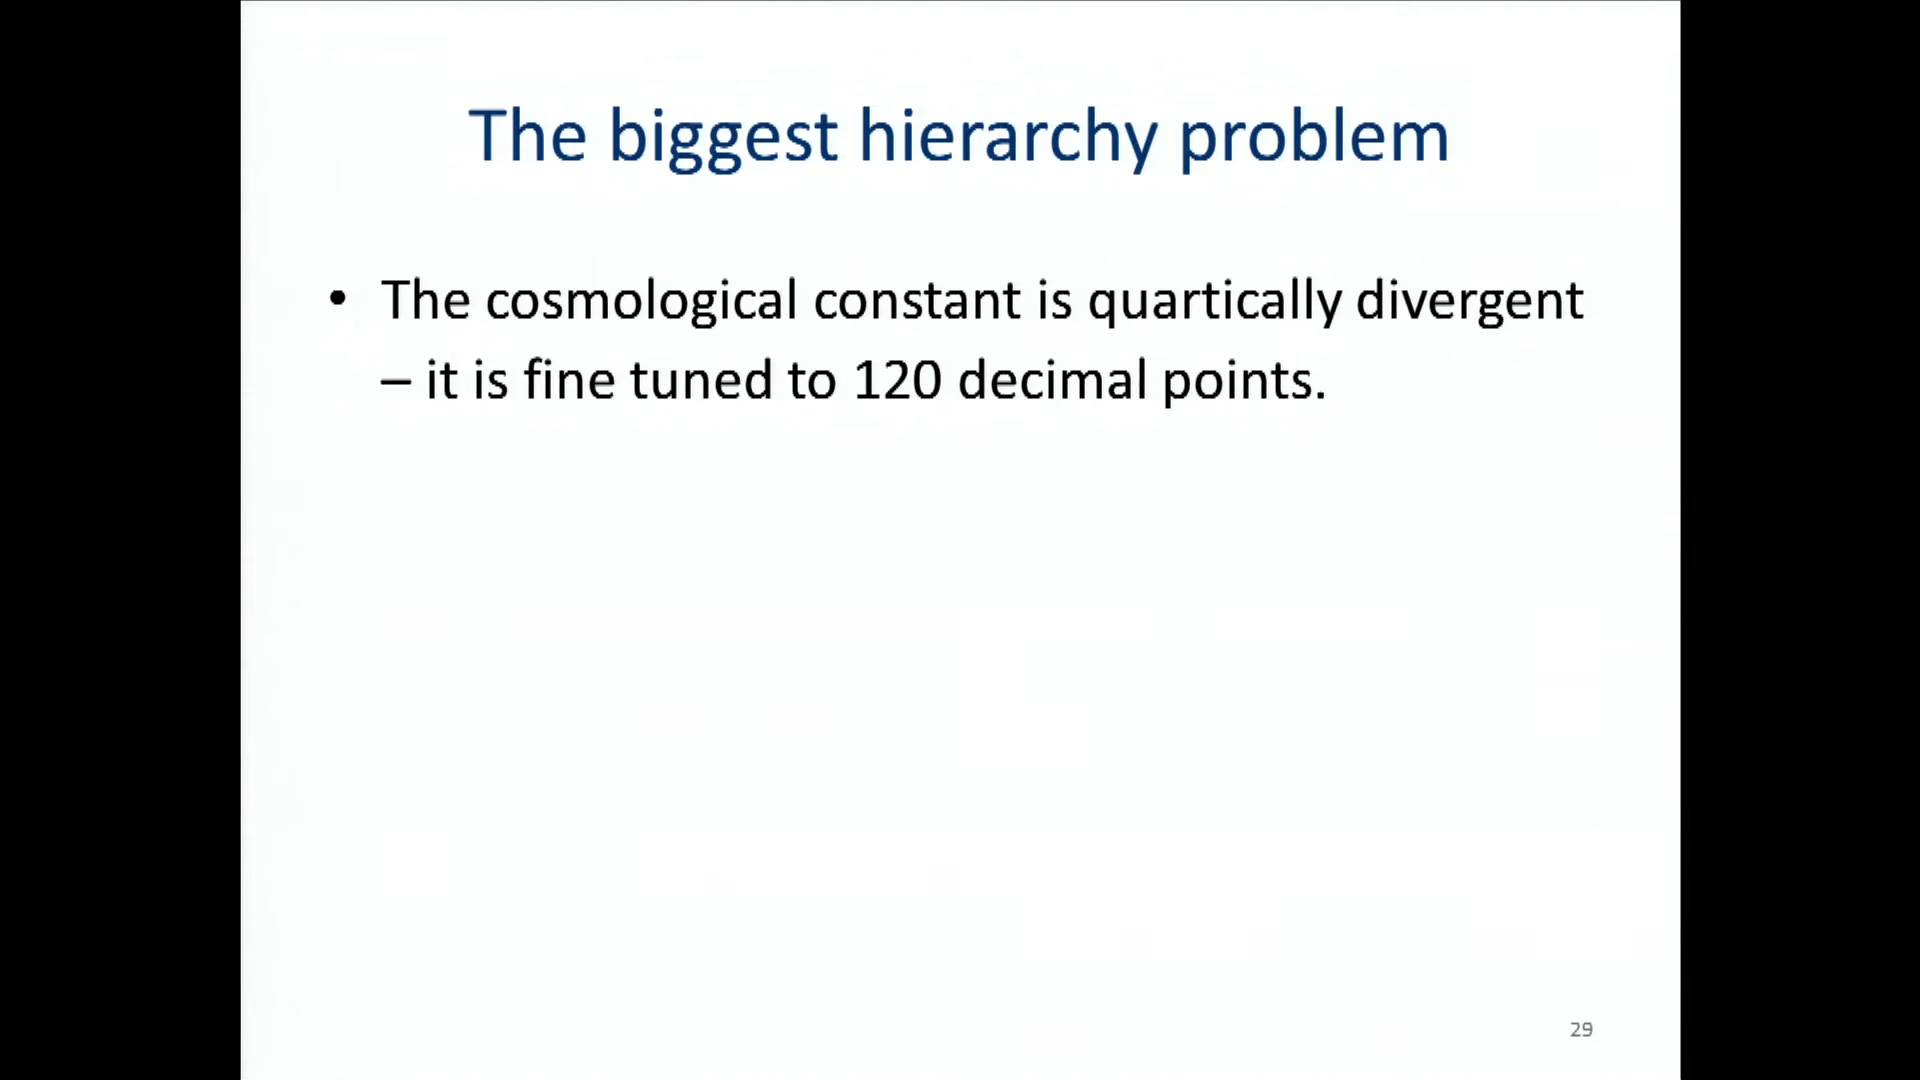 The biggest hierarchy problem
• The cosmological constant is quartically divergent
– it is fine tuned to 120 decimal points.
29